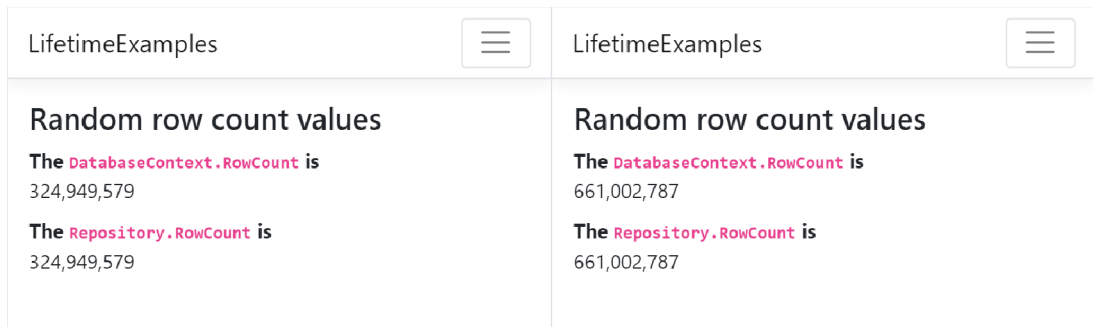 LifetimeExamples
Random row count values
The DatabaseContext.RowCount is
324,949,579
The Repository.RowCount is
324,949,579
LifetimeExamples
Random row count values
The DatabaseContext.RowCount is
661,002,787
The Repository.RowCount is
661,002,787